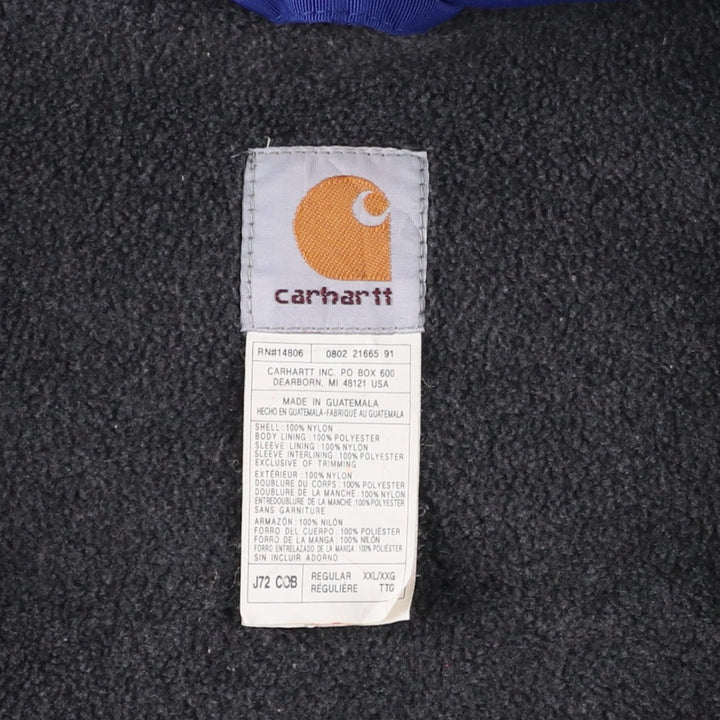 carhartt
RN#14806 0802 21665 91
CARHARTT INC. PO BOX 600
DEARBORN, MI 48121 USA
MADE IN GUATEMALA
HECHO EN GUATEMALA-FABRIQUÉ AU GUATEMALA
SHELL: 100% NYLON
BODY LINING: 100% POLYESTER
SLEEVE LINING: 100% NYLON
SLEEVE INTERLINING: 100% POLYESTER
EXCLUSIVE OF TRIMMING
EXTÉRIEUR: 100% NYLON
DOUBLURE DU CORPS: 100% POLYESTER
DOUBLURE DE LA MANCHE: 100% NYLON
ENTREDOUBLURE DE LA MANCHE: 100% POLYESTER
SANS GARNITURE
ARMAZÓN: 100% NILÓN
FORRO DEL CUERPO: 100% POLIÉSTER
FORRO DE LA MANGA: 100% NILÓN
FORRO ENTRELAZADO DE LA MANGA: 100% POLIÉSTER
SIN INCLUIR ADORNO
J72 COB REGULAR XXL/XXG
RÉGULIÈRE TTG